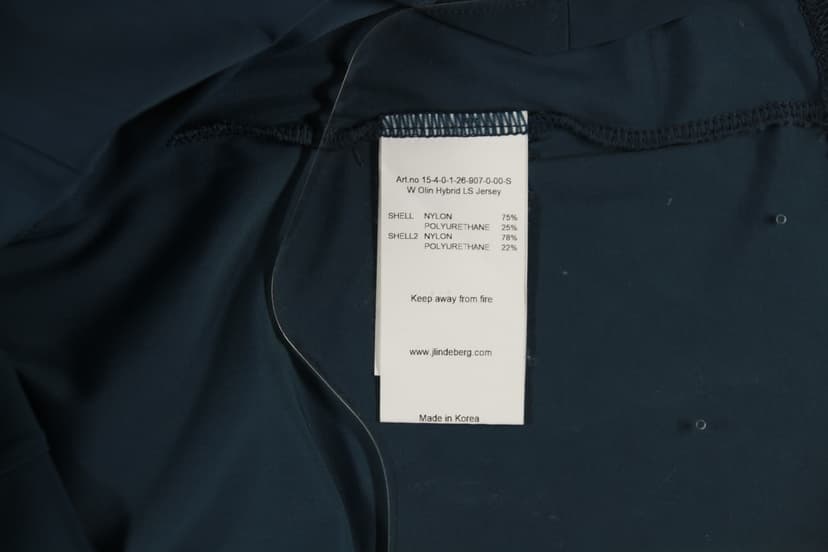 Art.no 15-4-0-1-26-907-0-00-S
W Olin Hybrid LS Jersey
SHELL NYLON 75%
POLYURETHANE 25%
SHELL2 NYLON 78%
POLYURETHANE 22%
Keep away from fire
www.jlindeberg.com
Made in Korea